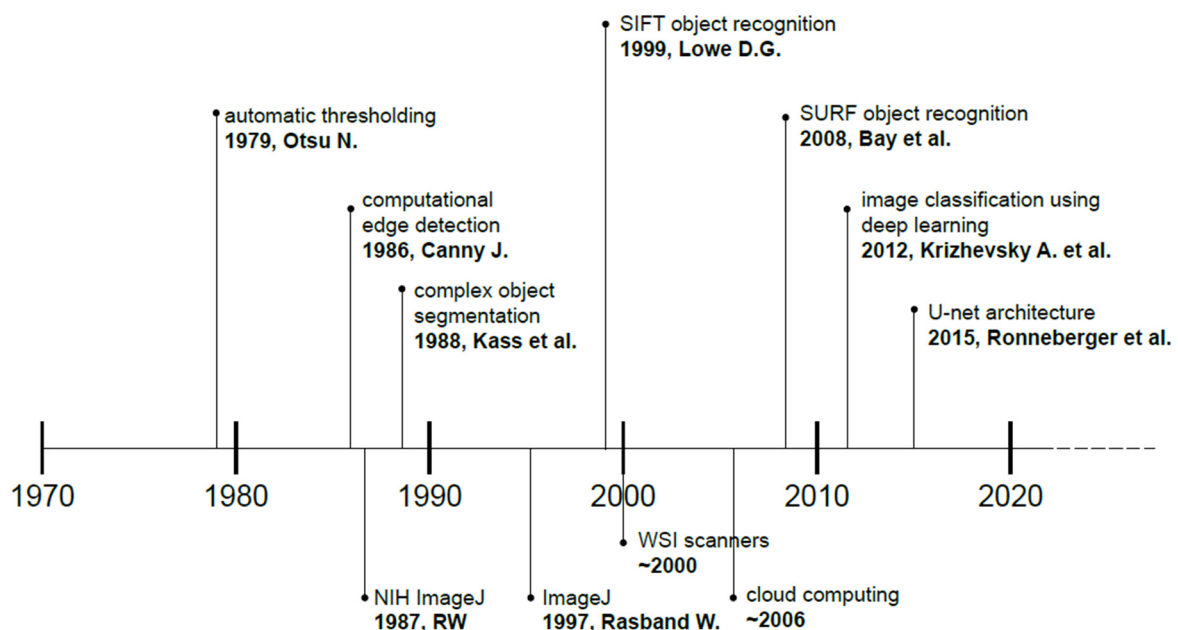 SIFT object recognition
1999, Lowe D.G.
automatic thresholding
1979, Otsu N.
SURF object recognition
2008, Bay et al.
computational
edge detection
1986, Canny J.
image classification using
deep learning
2012, Krizhevsky A. et al.
complex object
segmentation
1988, Kass et al.
U-net architecture
2015, Ronneberger et al.
1970
1980
1990
2000
2010
2020
WSI scanners
~2000
NIH ImageJ
1987, RW
ImageJ
1997, Rasband W.
cloud computing
~2006